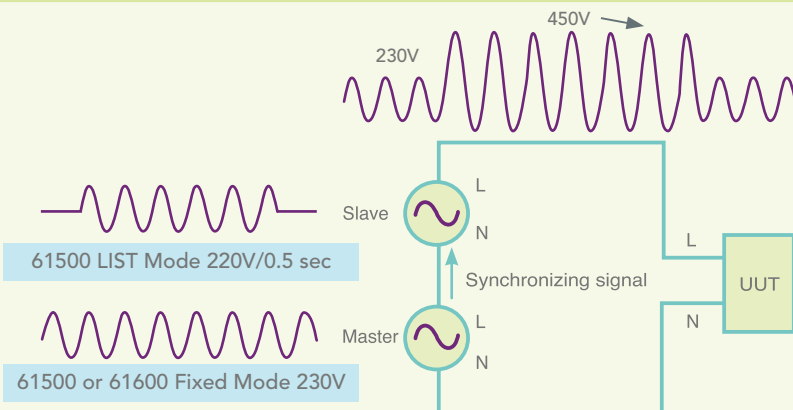 450V
230V
L
Slave
N
L
61500 LIST Mode 220V/0.5 sec
Synchronizing signal
UUT
L
N
Master
N
61500 or 61600 Fixed Mode 230V